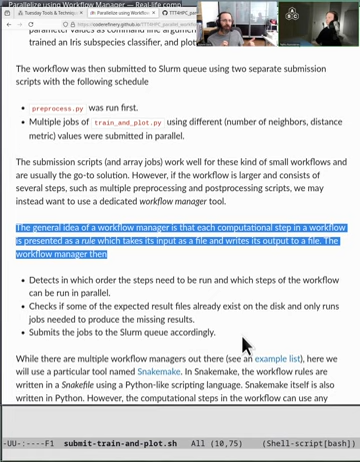 Parallelize using Workflow Manager — Real-life comp
Tuesday Tools & Techniq
Parallelize using Workflow
codrefinery.github.io/TTT4HPC_parallel_workf
trained an Iris subspecies classifier, and plot
The workflow was then submitted to Slurm queue using two separate submission
scripts with the following schedule
preprocess.py was run first.
Multiple jobs of train_and_plot.py using different (number of neighbors, distance
metric) values were submitted in parallel.
The submission scripts (and array jobs) work well for these kind of small workflows and
are usually the go-to solution. However, if the workflow is larger and consists of
several steps, such as multiple preprocessing and postprocessing scripts, we may
instead want to use a dedicated workflow manager tool.
The general idea of a workflow manager is that each computational step in a workflow
is presented as a rule which takes its input as a file and writes its output to a file. The
workflow manager then
Detects in which order the steps need to be run and which steps of the workflow
can be run in parallel.
Checks if some of the expected result files already exist on the disk and only runs
jobs needed to produce the missing results.
Submits the jobs to the Slurm queue accordingly.
While there are multiple workflow managers out there (see an example list), here we
will use a particular tool named Snakemake. In Snakemake, the workflow rules are
written in a Snakefile using a Python-like scripting language. Snakemake itself is also
written in Python. However, the computational steps in the workflow can use any
-UU-:----F1 submit-train-and-plot.sh All (10,75) (Shell-script[bash])